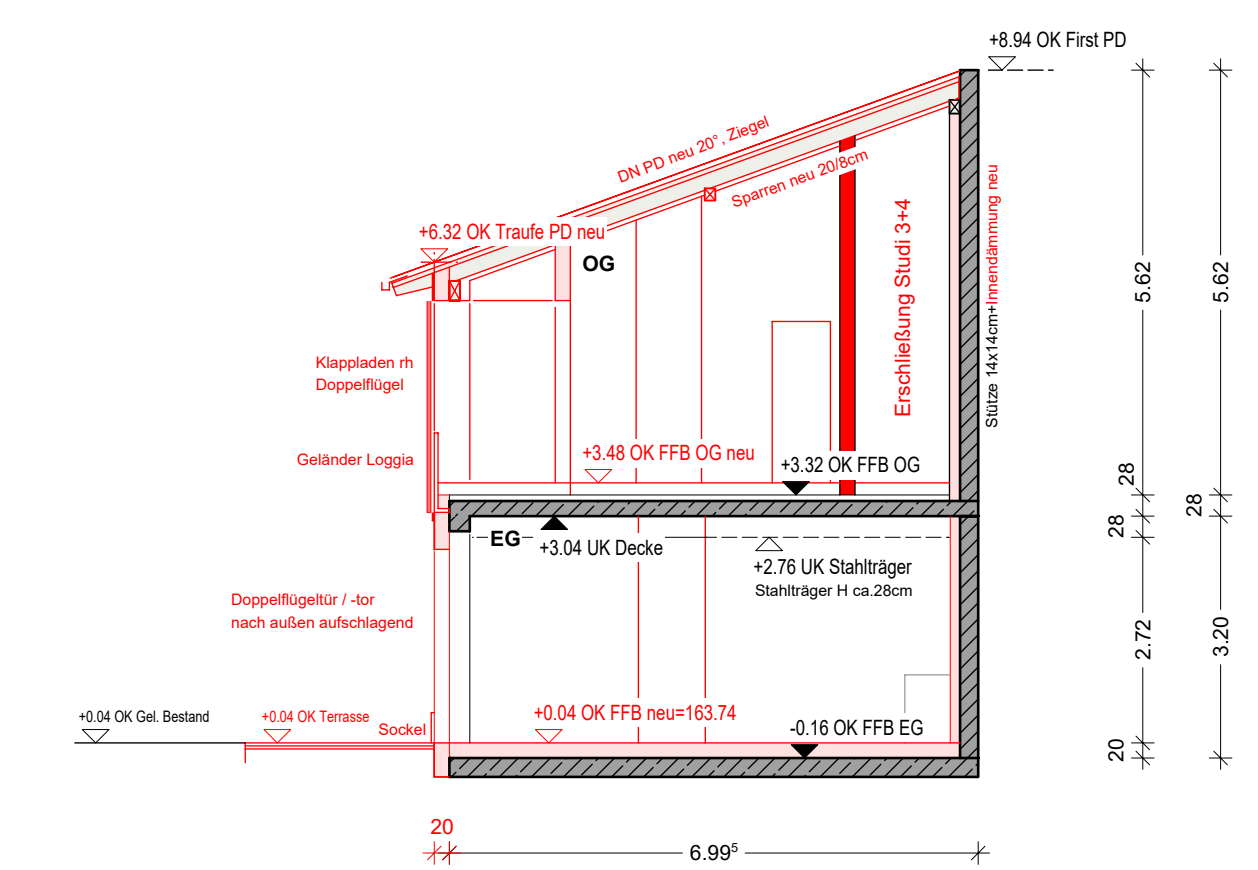 +8.94 OK First PD
DN PD neu 20°, Ziegel
Sparren neu 20/8cm
+6.32 OK Traufe PD neu
OG
Erschließung Studi 3+4
Stütze 14x14cm+Innendämmung neu
5.62
5.62
Klappladen rh
Doppelflügel
Geländer Loggia
+3.48 OK FFB OG neu
+3.32 OK FFB OG
28
28
28
EG
+3.04 UK Decke
+2.76 UK Stahlträger
Stahlträger H ca.28cm
Doppelflügeltür / -tor
nach außen aufschlagend
2.72
3.20
+0.04 OK Gel. Bestand
+0.04 OK Terrasse
Sockel
+0.04 OK FFB neu=163.74
-0.16 OK FFB EG
20
20
6.99⁵